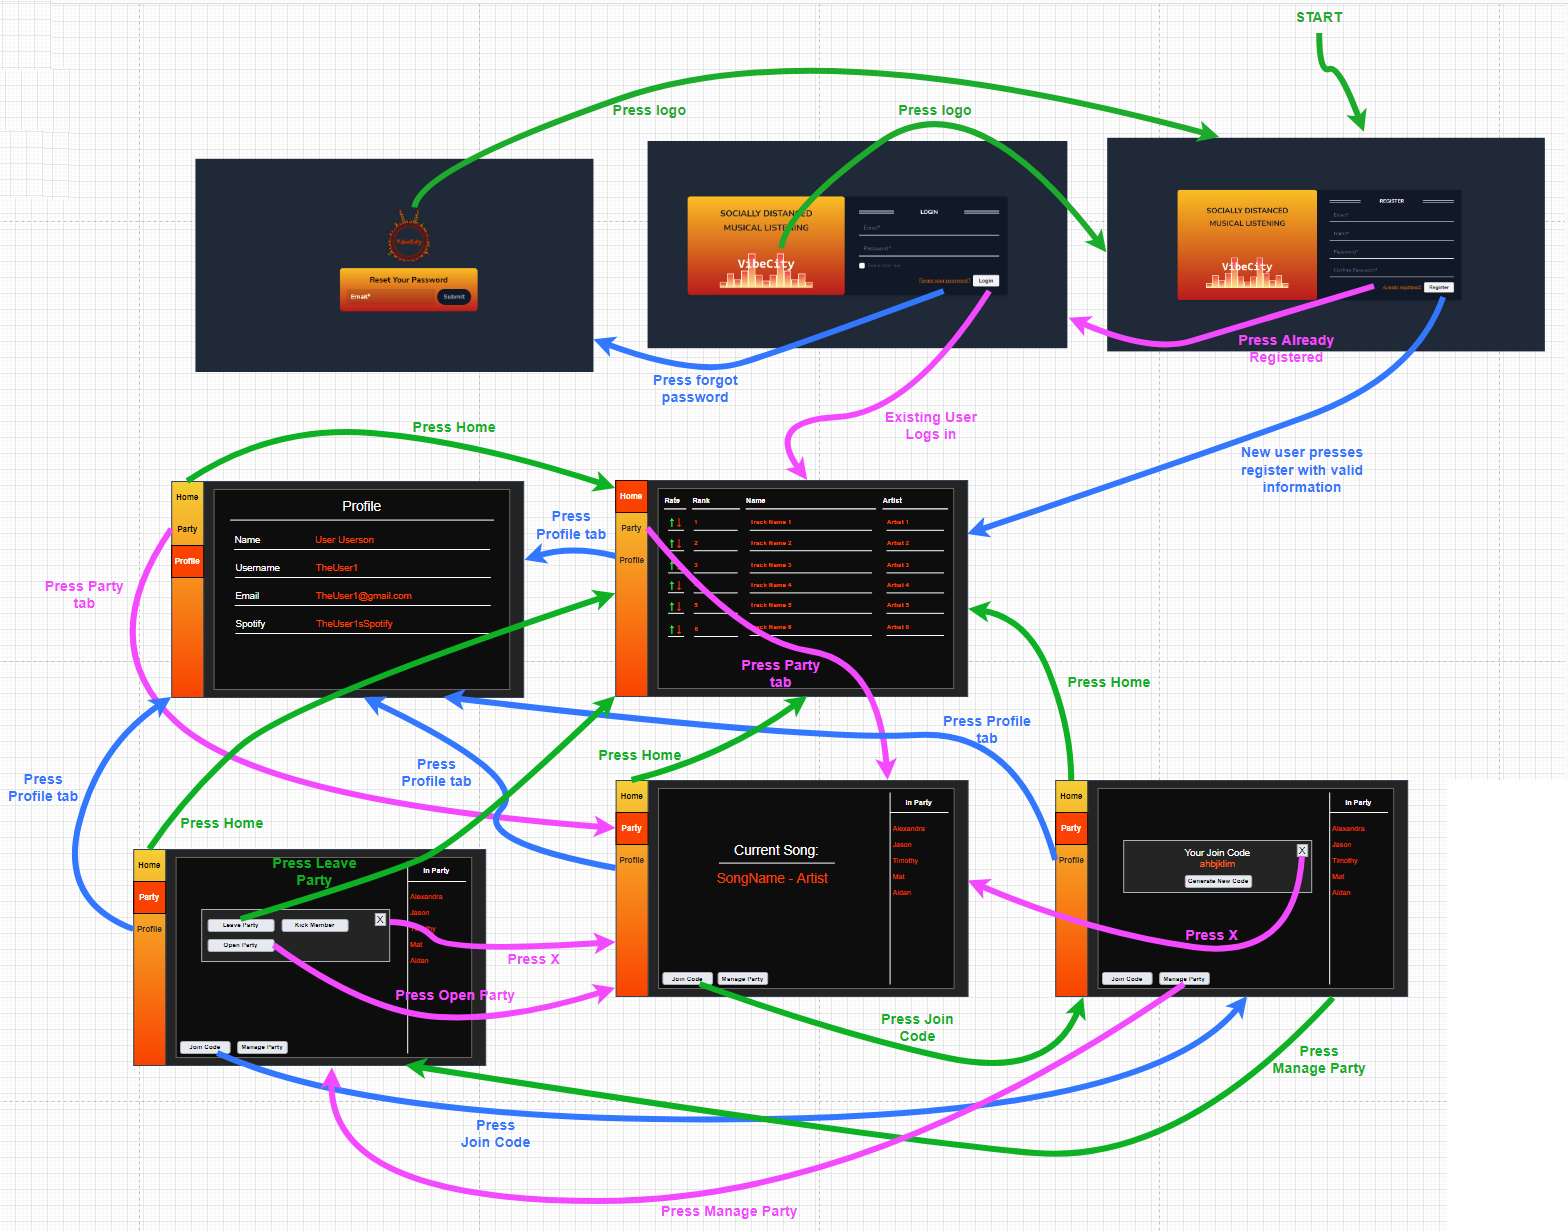 START
Press logo
Press logo
VibeCity
Reset Your Password
Email*
Submit
SOCIALLY DISTANCED
MUSICAL LISTENING
VibeCity
LOGIN
Email*
Password*
Remember me
Forgot your password?
Login
SOCIALLY DISTANCED
MUSICAL LISTENING
VibeCity
REGISTER
Email*
Name*
Password*
Confirm Password*
Already registered?
Register
Press Already
Registered
Press forgot
password
Existing User
Logs in
New user presses
register with valid
information
Press Home
Home
Party
Profile
Profile
Name User Userson
Username TheUser1
Email TheUser1@gmail.com
Spotify TheUser1sSpotify
Press
Profile tab
Press Party
tab
Home
Party
Profile
Rate Rank Name Artist
1 Track Name 1 Artist 1
2 Track Name 2 Artist 2
3 Track Name 3 Artist 3
Track Name 4 Artist 4
5 Track Name 5 Artist 5
6 Track Name 6 Artist 6
Press Party
tab
Press Home
Press Profile
tab
Press Home
Press
Profile tab
Press
Profile tab
Press Home
Home
Party
Profile
Press Leave
Party
In Party
Alexandra
Jason
Timothy
Mat
Aidan
X
Leave Party
Kick Member
Open Party
Join Code
Manage Party
Press X
Press Open Party
Home
Party
Profile
Current Song:
SongName - Artist
In Party
Alexandra
Jason
Timothy
Mat
Aidan
Join Code
Manage Party
Home
Party
Profile
Your Join Code
ahbjklim
Generate New Code
X
In Party
Alexandra
Jason
Timothy
Mat
Aidan
Press X
Join Code
Manage Party
Press Join
Code
Press
Manage Party
Press
Join Code
Press Manage Party